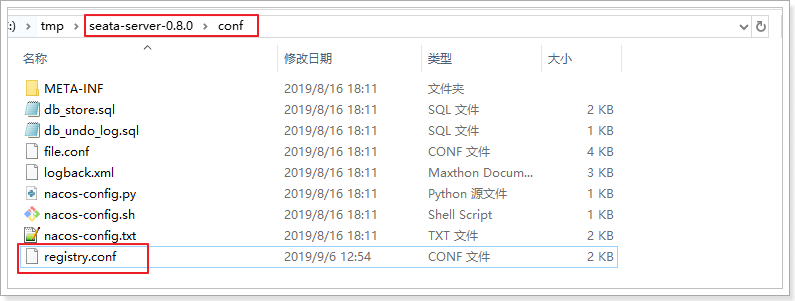 :) › tmp › seata-server-0.8.0 › conf
名称 修改日期 类型 大小
META-INF 2019/8/16 18:11 文件夹
db_store.sql 2019/8/16 18:11 SQL 文件 2 KB
db_undo_log.sql 2019/8/16 18:11 SQL 文件 1 KB
file.conf 2019/8/16 18:11 CONF 文件 4 KB
logback.xml 2019/8/16 18:11 Maxthon Docum... 3 KB
nacos-config.py 2019/8/16 18:11 Python 源文件 1 KB
nacos-config.sh 2019/8/16 18:11 Shell Script 1 KB
nacos-config.txt 2019/8/16 18:11 TXT 文件 2 KB
registry.conf 2019/9/6 12:54 CONF 文件 2 KB